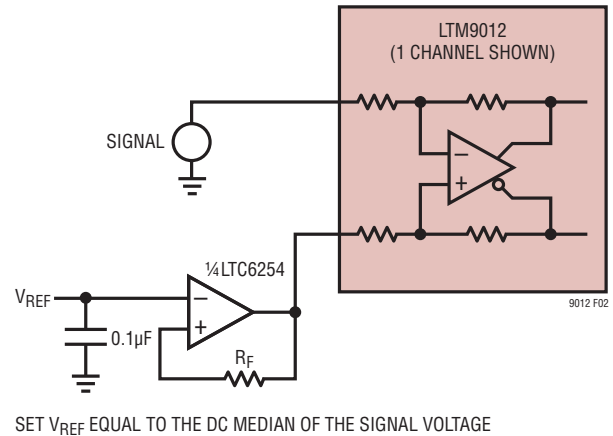 LTM9012
(1 CHANNEL SHOWN)
SIGNAL
−
+
¼LTC6254
VREF
−
+
0.1µF
RF
9012 F02
SET VREF EQUAL TO THE DC MEDIAN OF THE SIGNAL VOLTAGE